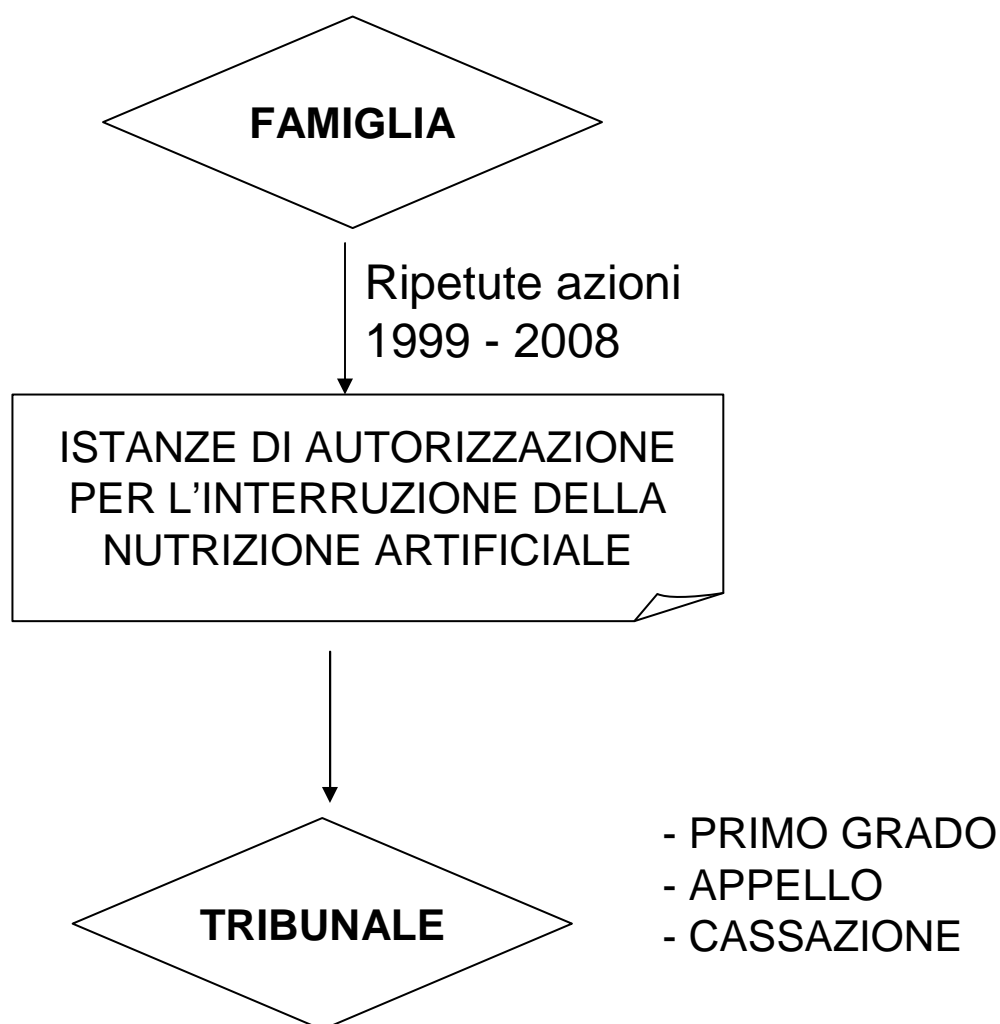 FAMIGLIA
Ripetute azioni
1999 - 2008
ISTANZE DI AUTORIZZAZIONE
PER L'INTERRUZIONE DELLA
NUTRIZIONE ARTIFICIALE
TRIBUNALE
- PRIMO GRADO
- APPELLO
- CASSAZIONE